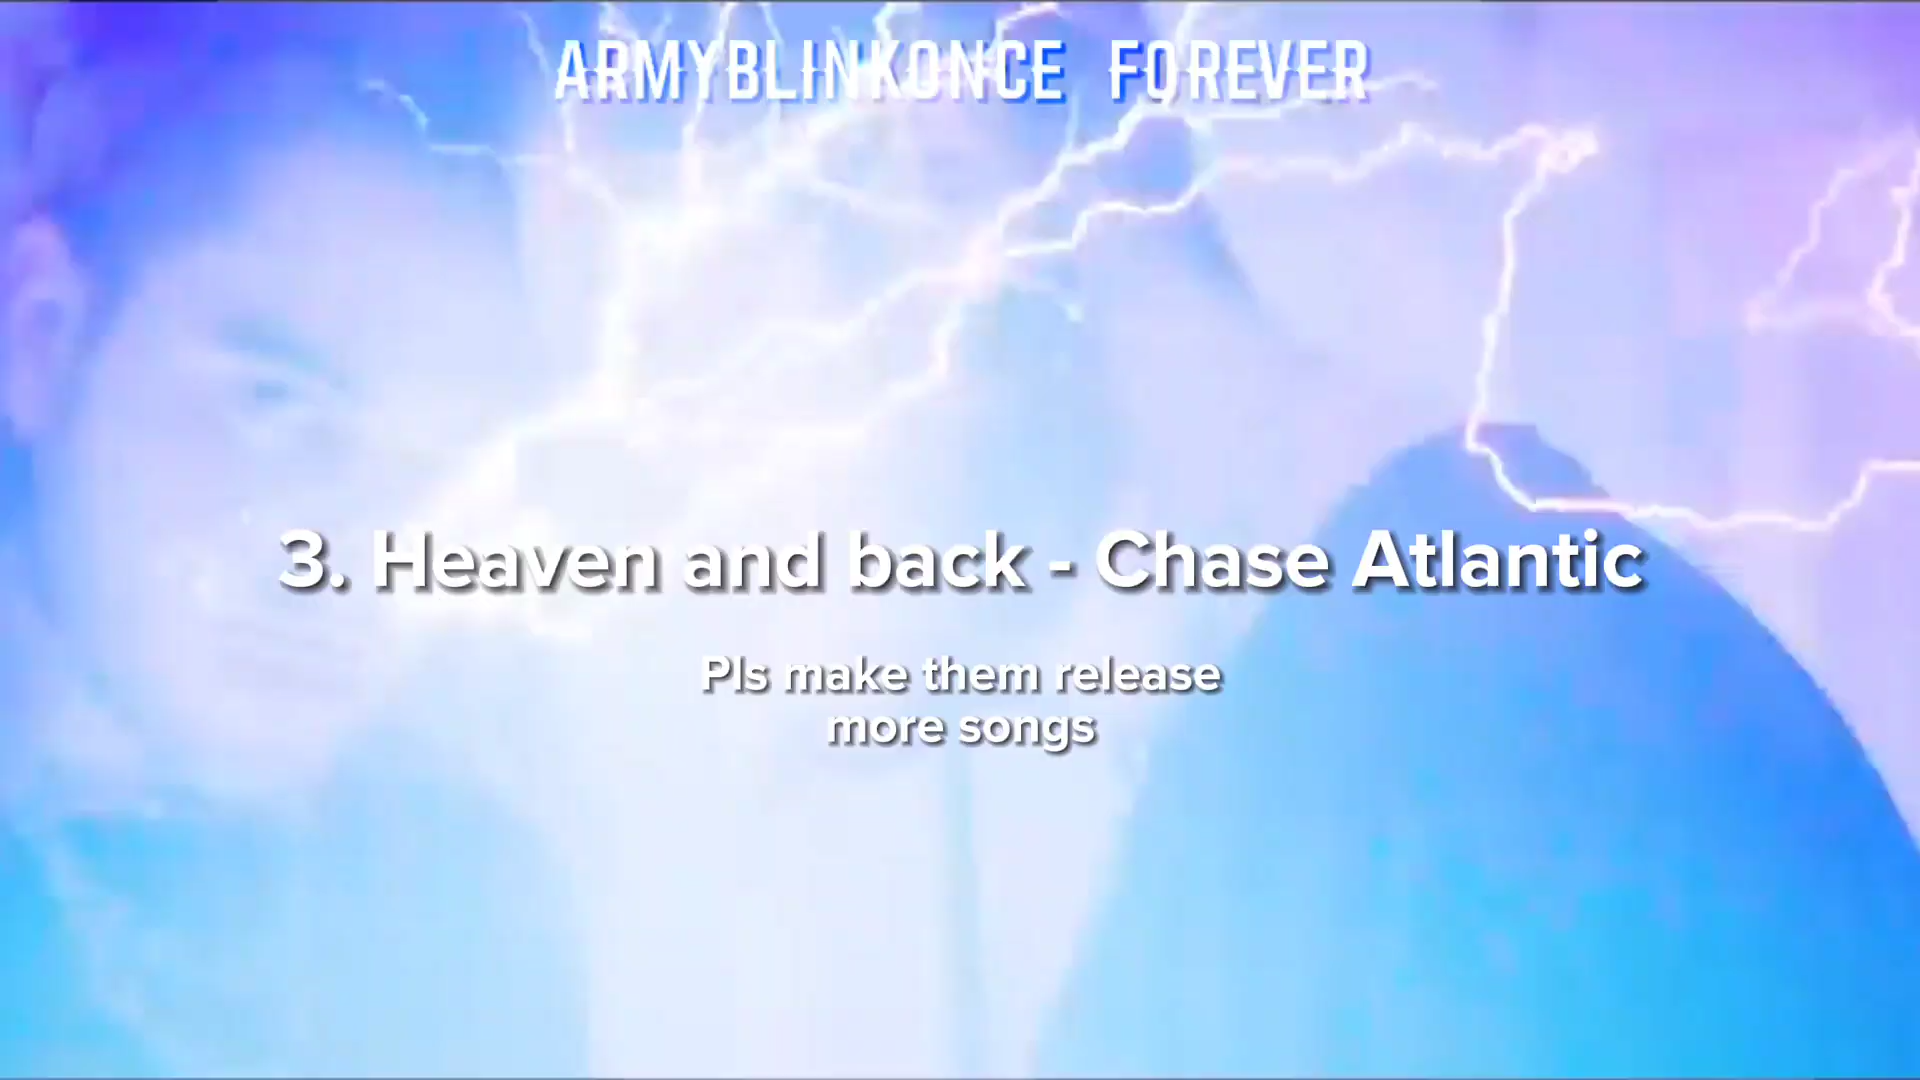 ARMYBLINKONCE FOREVER
3. Heaven and back - Chase Atlantic
Pls make them release
more songs